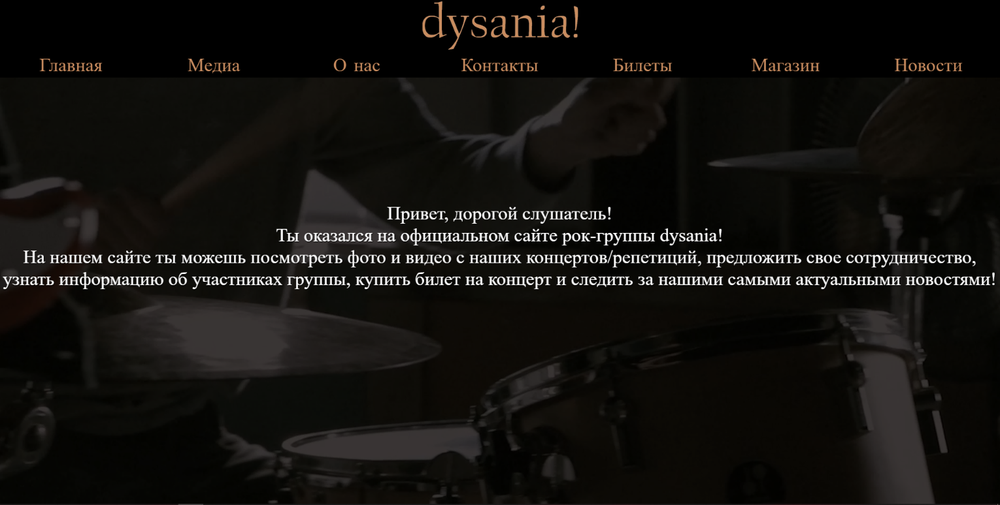 dysania!
Главная Медиа О нас Контакты Билеты Магазин Новости
Привет, дорогой слушатель!
Ты оказался на официальном сайте рок-группы dysania!
На нашем сайте ты можешь посмотреть фото и видео с наших концертов/репетиций, предложить свое сотрудничество,
узнать информацию об участниках группы, купить билет на концерт и следить за нашими самыми актуальными новостями!